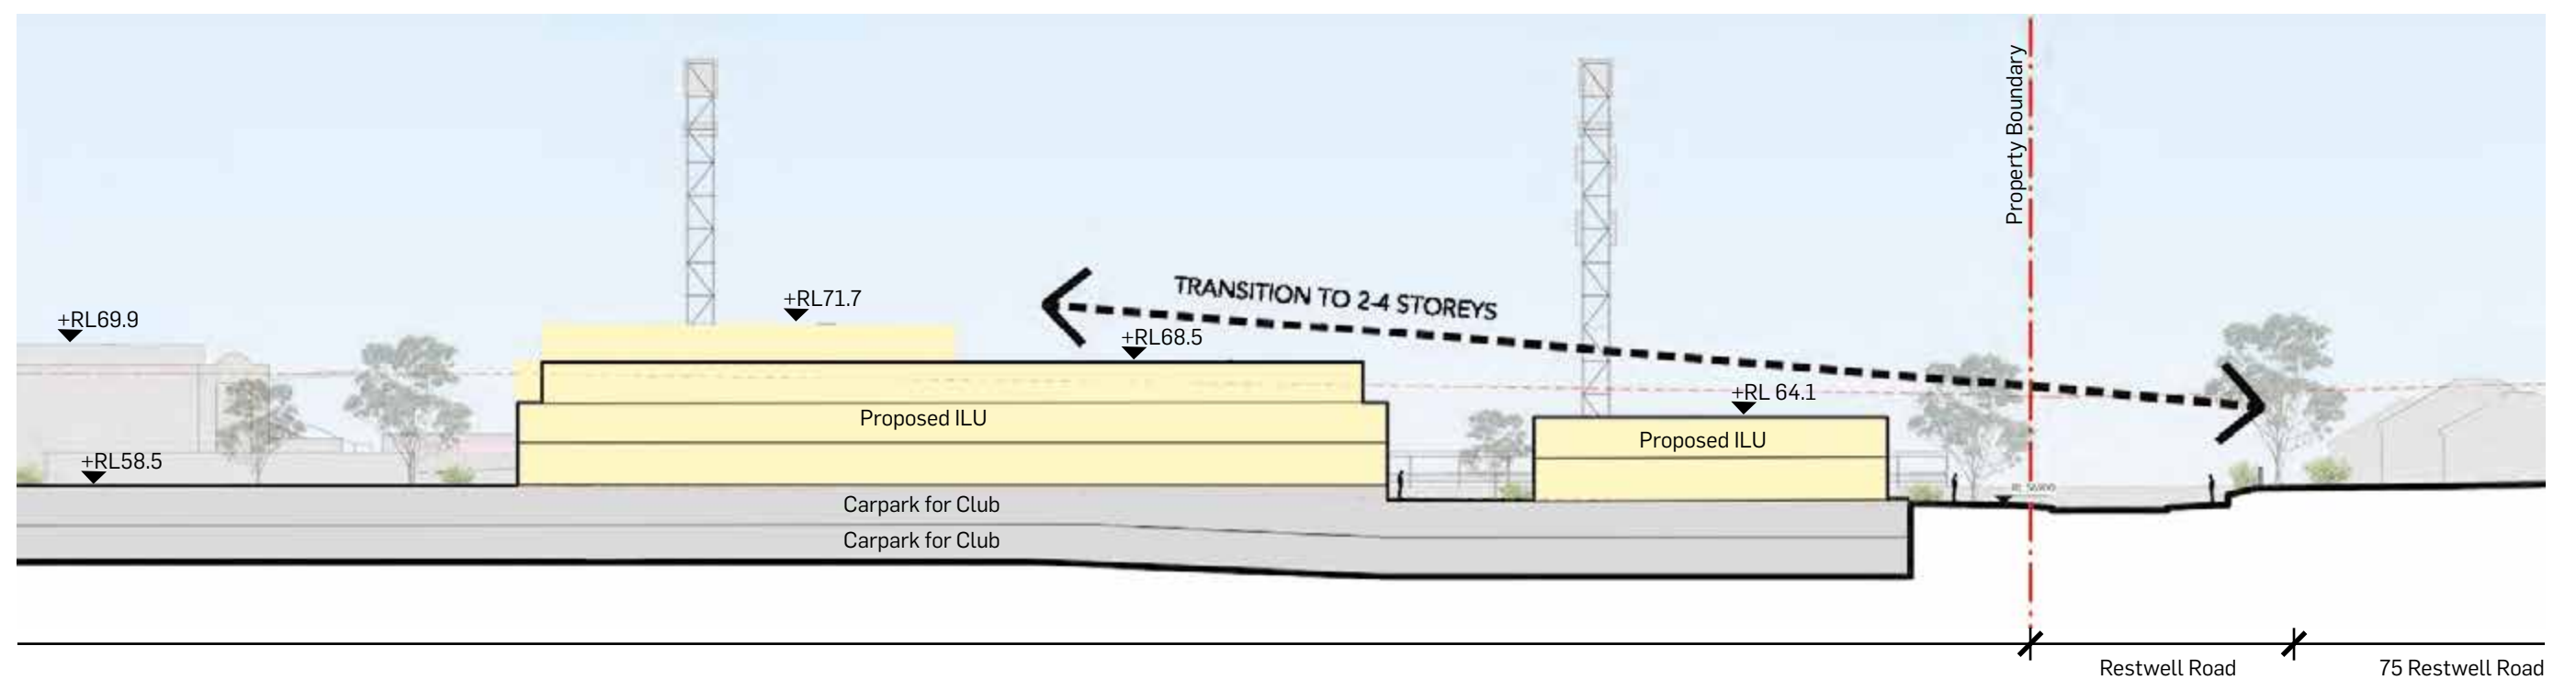 Property Boundary
TRANSITION TO 2-4 STOREYS
+RL71.7
+RL69.9
+RL68.5
+RL 64.1
Proposed ILU
Proposed ILU
+RL58.5
Carpark for Club
Carpark for Club
Restwell Road
75 Restwell Road